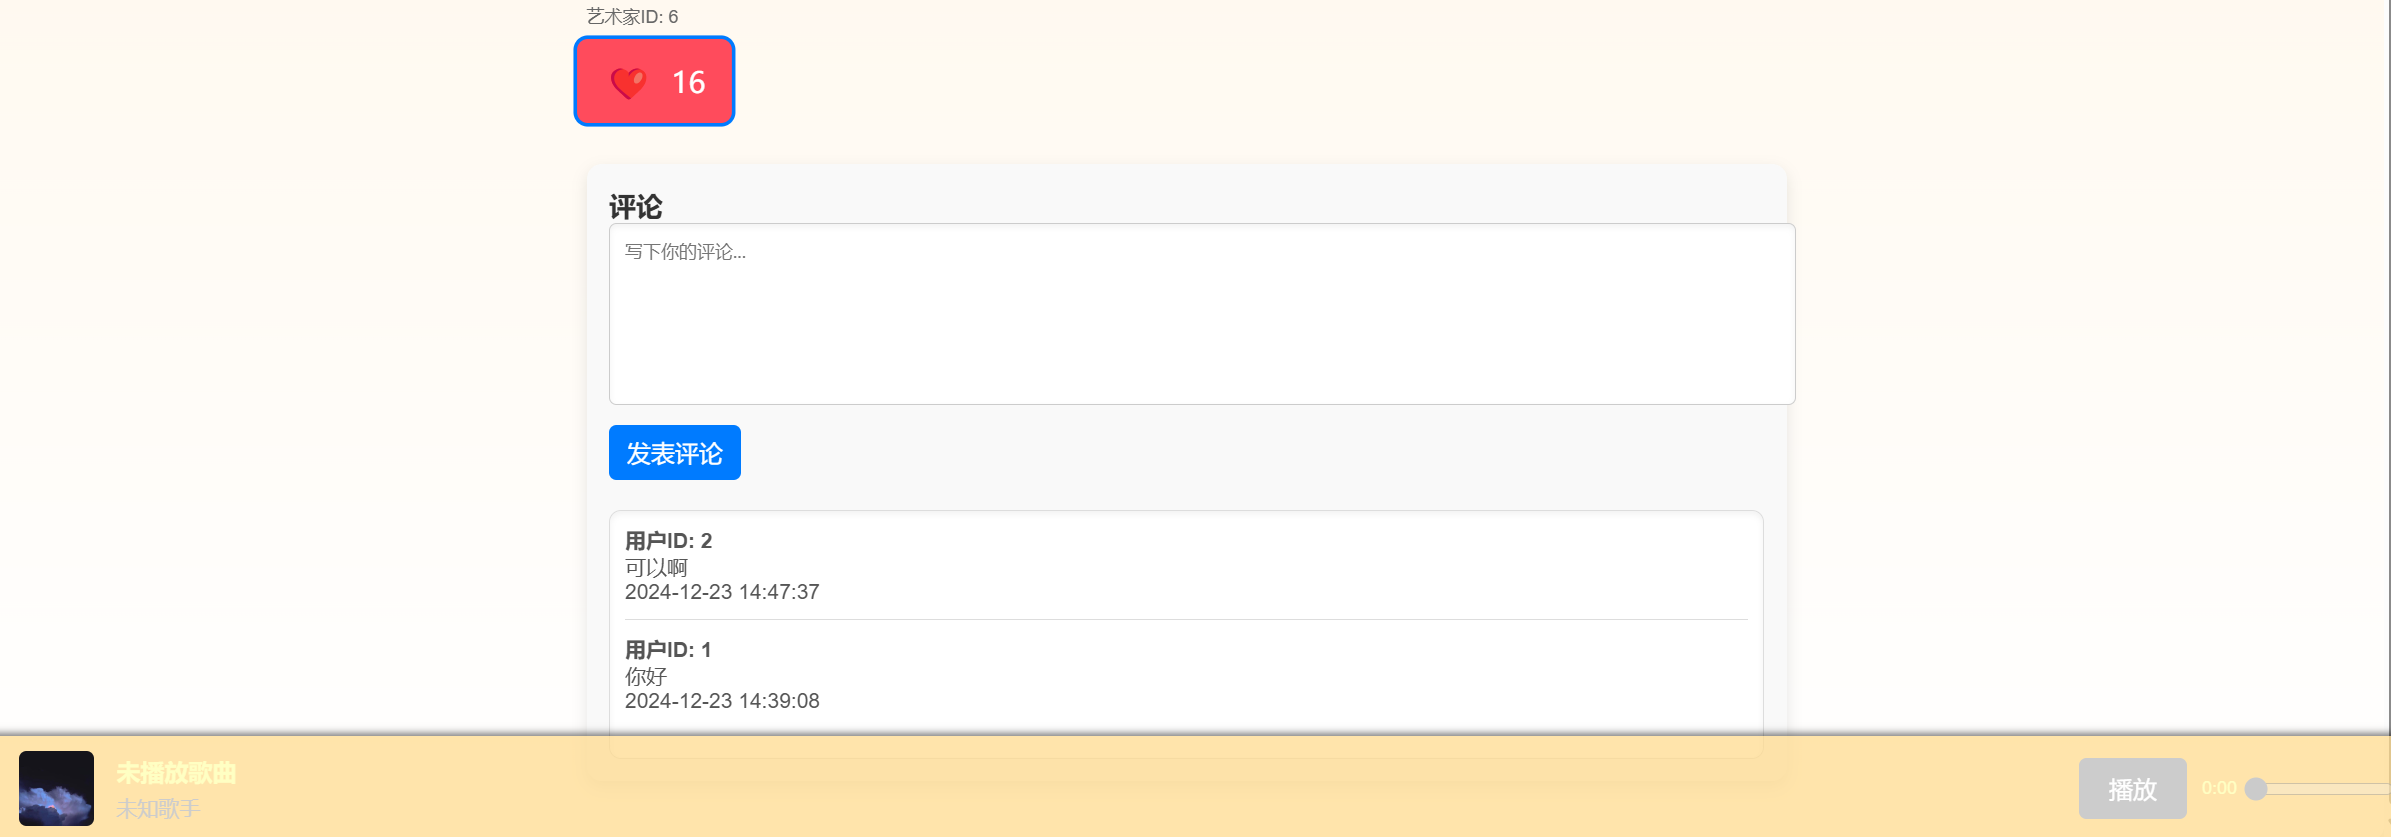 艺术家ID: 6
16
评论
写下你的评论...
发表评论
用户ID: 2
可以啊
2024-12-23 14:47:37
用户ID: 1
你好
2024-12-23 14:39:08
未播放歌曲
未知歌手
播放
0:00